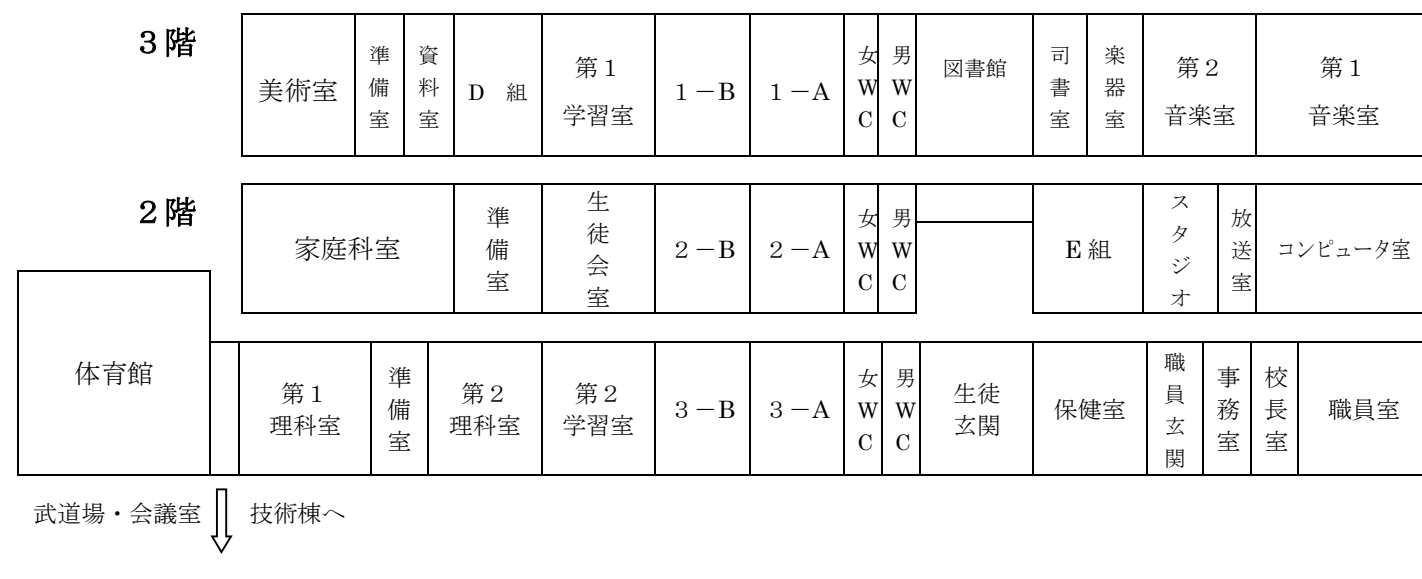 3階
美術室
準備室
資料室
D 組
第1
学習室
1-B
1-A
女WC
男WC
図書館
司書室
楽器室
第2
音楽室
第1
音楽室
2階
家庭科室
準備室
生徒会室
2-B
2-A
女WC
男WC
E組
スタジオ
放送室
コンピュータ室
体育館
第1
理科室
準備室
第2
理科室
第2
学習室
3-B
3-A
女WC
男WC
生徒
玄関
保健室
職員玄関
事務室
校長室
職員室
武道場・会議室
技術棟へ